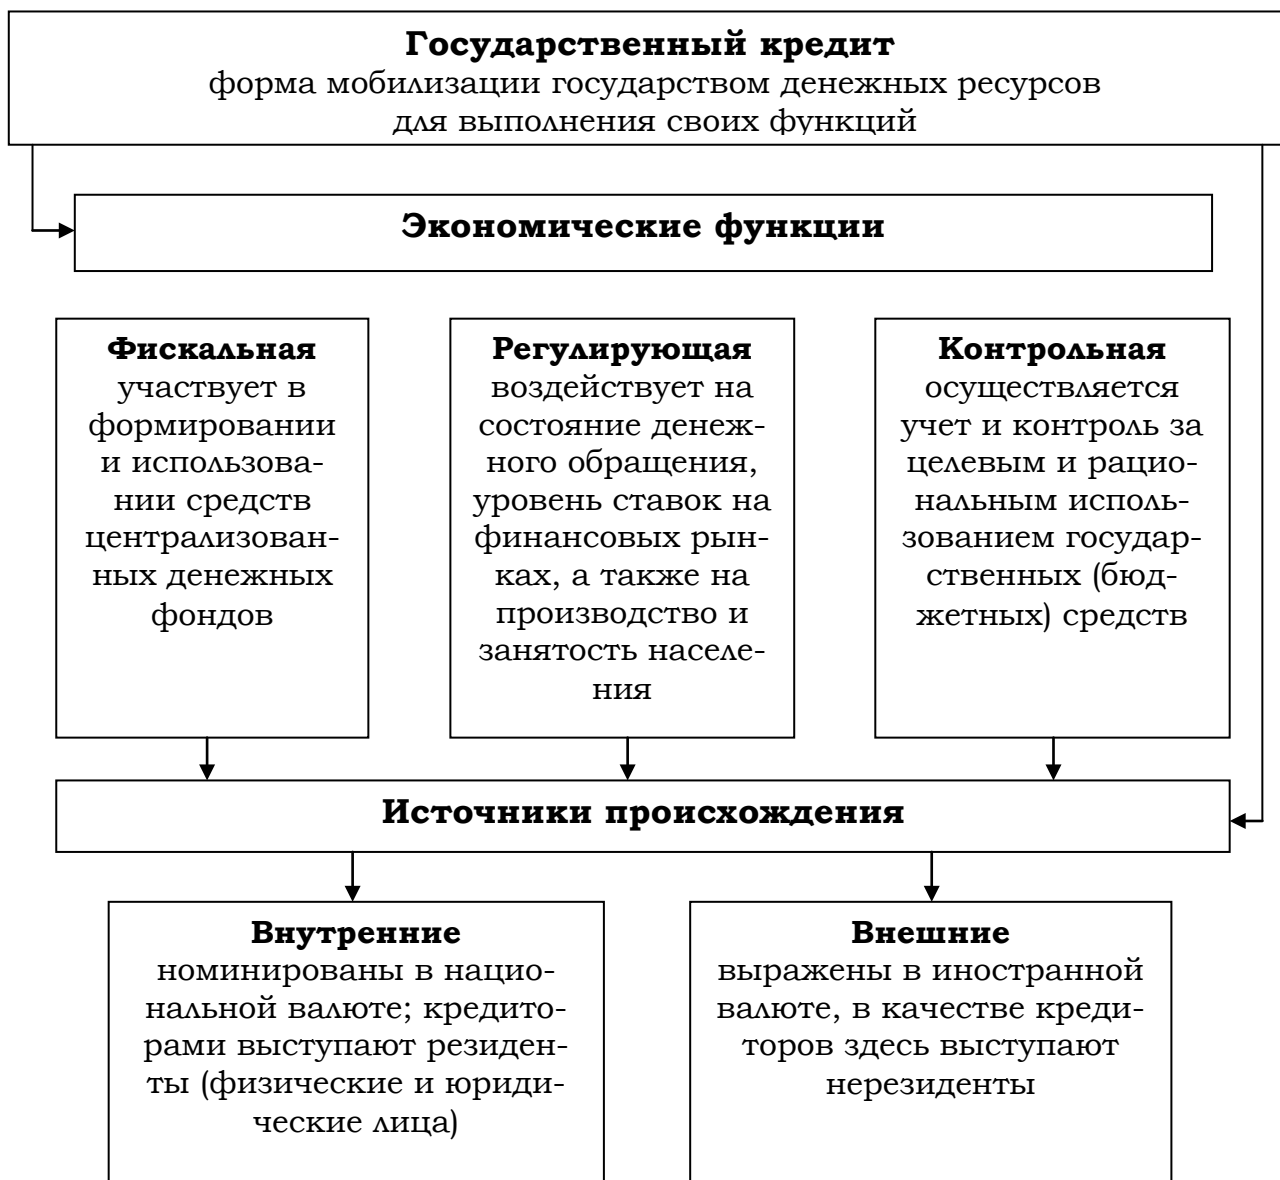 Государственный кредит
форма мобилизации государством денежных ресурсов
для выполнения своих функций
Экономические функции
Фискальная
участвует в
формировании
и использова-
нии средств
централизован-
ных денежных
фондов
Регулирующая
воздействует на
состояние денеж-
ного обращения,
уровень ставок на
финансовых рын-
ках, а также на
производство и
занятость населе-
ния
Контрольная
осуществляется
учет и контроль за
целевым и рацио-
нальным исполь-
зованием государ-
ственных (бюд-
жетных) средств
Источники происхождения
Внутренние
номинированы в нацио-
нальной валюте; кредито-
рами выступают резиден-
ты (физические и юриди-
ческие лица)
Внешние
выражены в иностранной
валюте, в качестве креди-
торов здесь выступают
нерезиденты